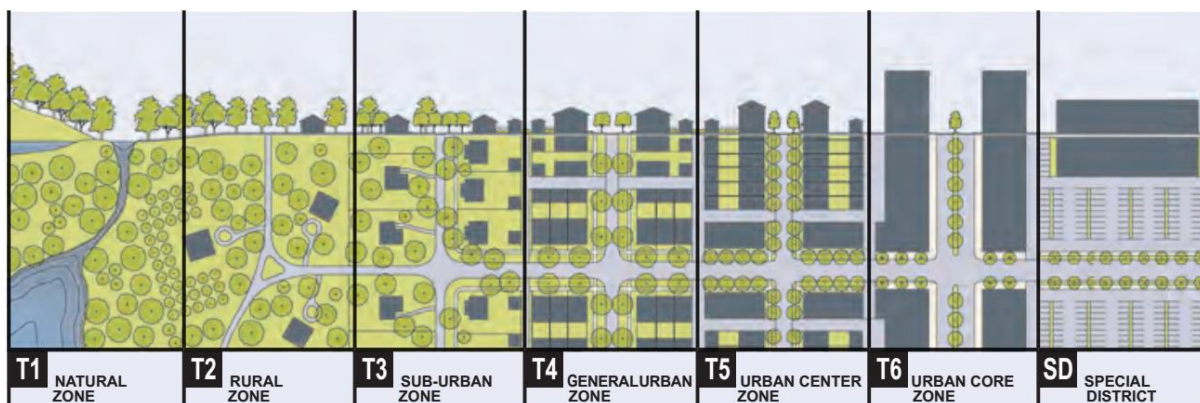 T1 NATURAL
ZONE
T2 RURAL
ZONE
T3 SUB-URBAN
ZONE
T4 GENERALURBAN
ZONE
T5 URBAN CENTER
ZONE
T6 URBAN CORE
ZONE
SD SPECIAL
DISTRICT